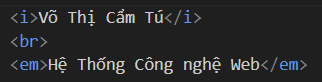 <i>Võ Thị Cẩm Tú</i>
<br>
<em>Hệ Thống Công nghệ Web</em>